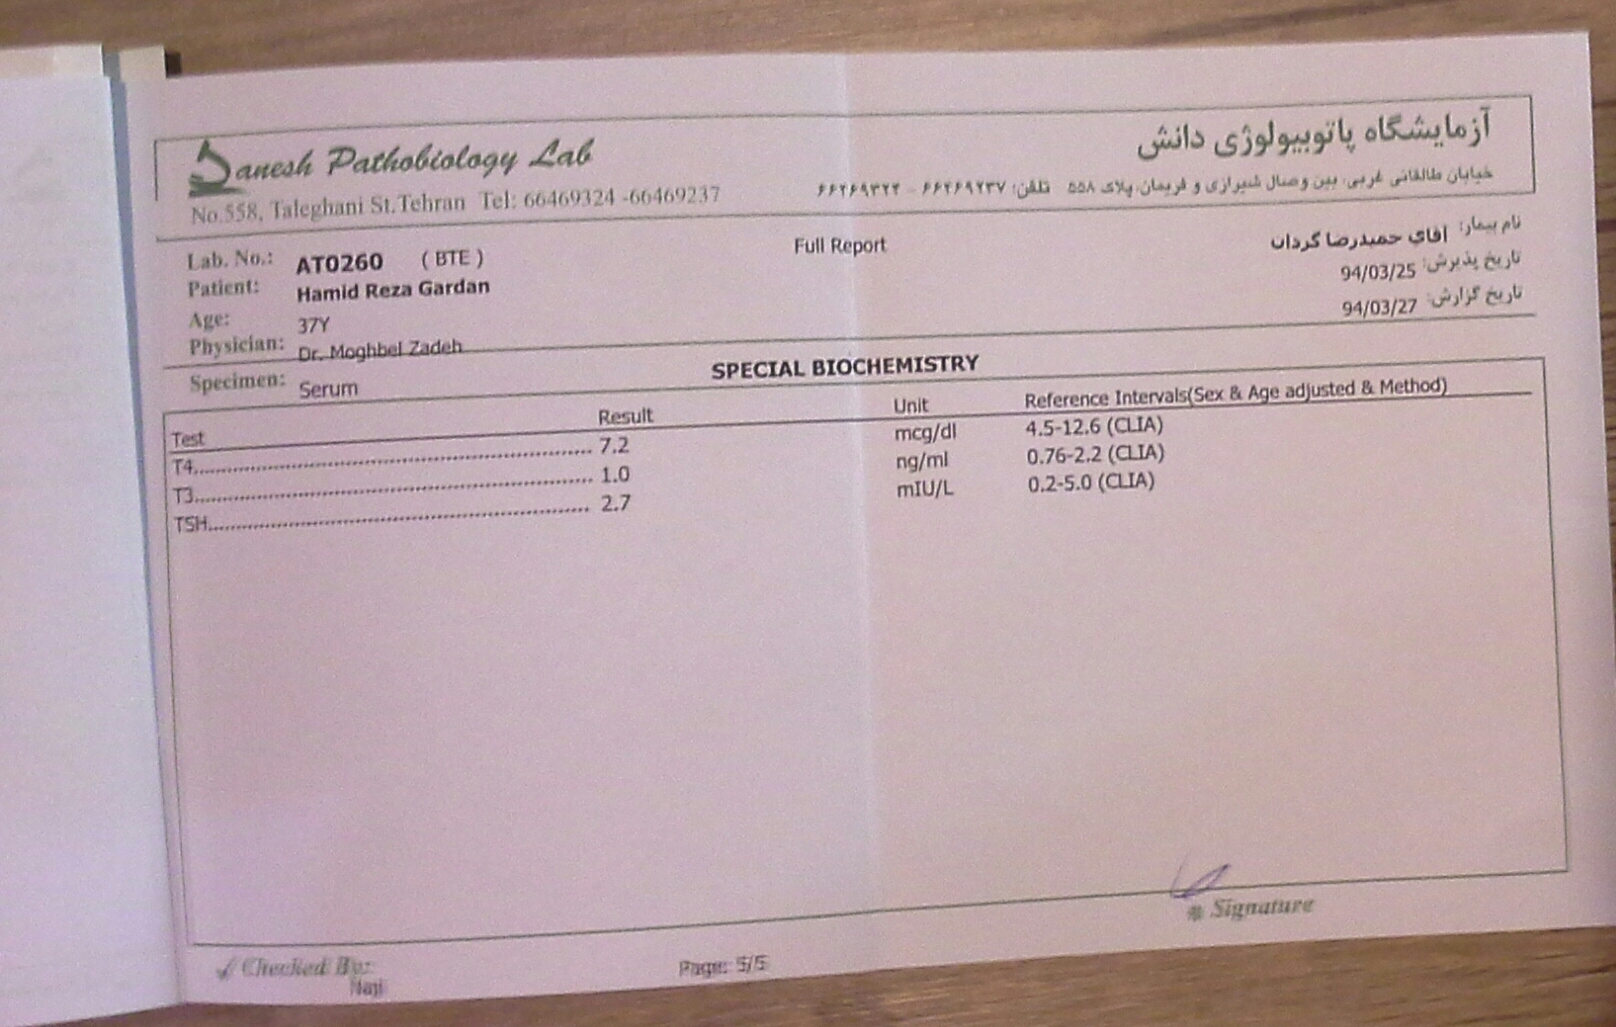 Danesh Pathobiology Lab
آزمایشگاه پاتوبیولوژی دانش
No.558, Taleghani St.Tehran Tel: 66469324 -66469237
خیابان طالقانی غربی، بین وصال شیرازی و فریمان، پلاک ۵۵۸ تلفن: ۶۶۴۶۹۲۳۷ - ۶۶۴۶۹۳۲۴
Lab. No.: AT0260 ( BTE )
Full Report
نام بیمار: آقای حمیدرضا گردان
Patient: Hamid Reza Gardan
تاریخ پذیرش: 94/03/25
Age: 37Y
تاریخ گزارش: 94/03/27
Physician: Dr. Moghbel Zadeh
Specimen: Serum
SPECIAL BIOCHEMISTRY
Test Result Unit Reference Intervals(Sex & Age adjusted & Method)
T4 7.2 mcg/dl 4.5-12.6 (CLIA)
T3 1.0 ng/ml 0.76-2.2 (CLIA)
TSH 2.7 mIU/L 0.2-5.0 (CLIA)
Signature
Checked By:
Naji
Page: 5/5